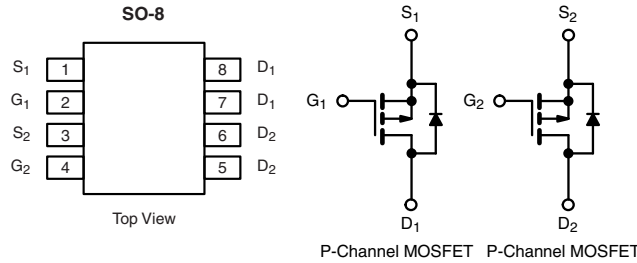 SO-8
S1 1 8 D1
G1 2 7 D1
S2 3 6 D2
G2 4 5 D2
Top View
S1
G1
D1
P-Channel MOSFET
S2
G2
D2
P-Channel MOSFET